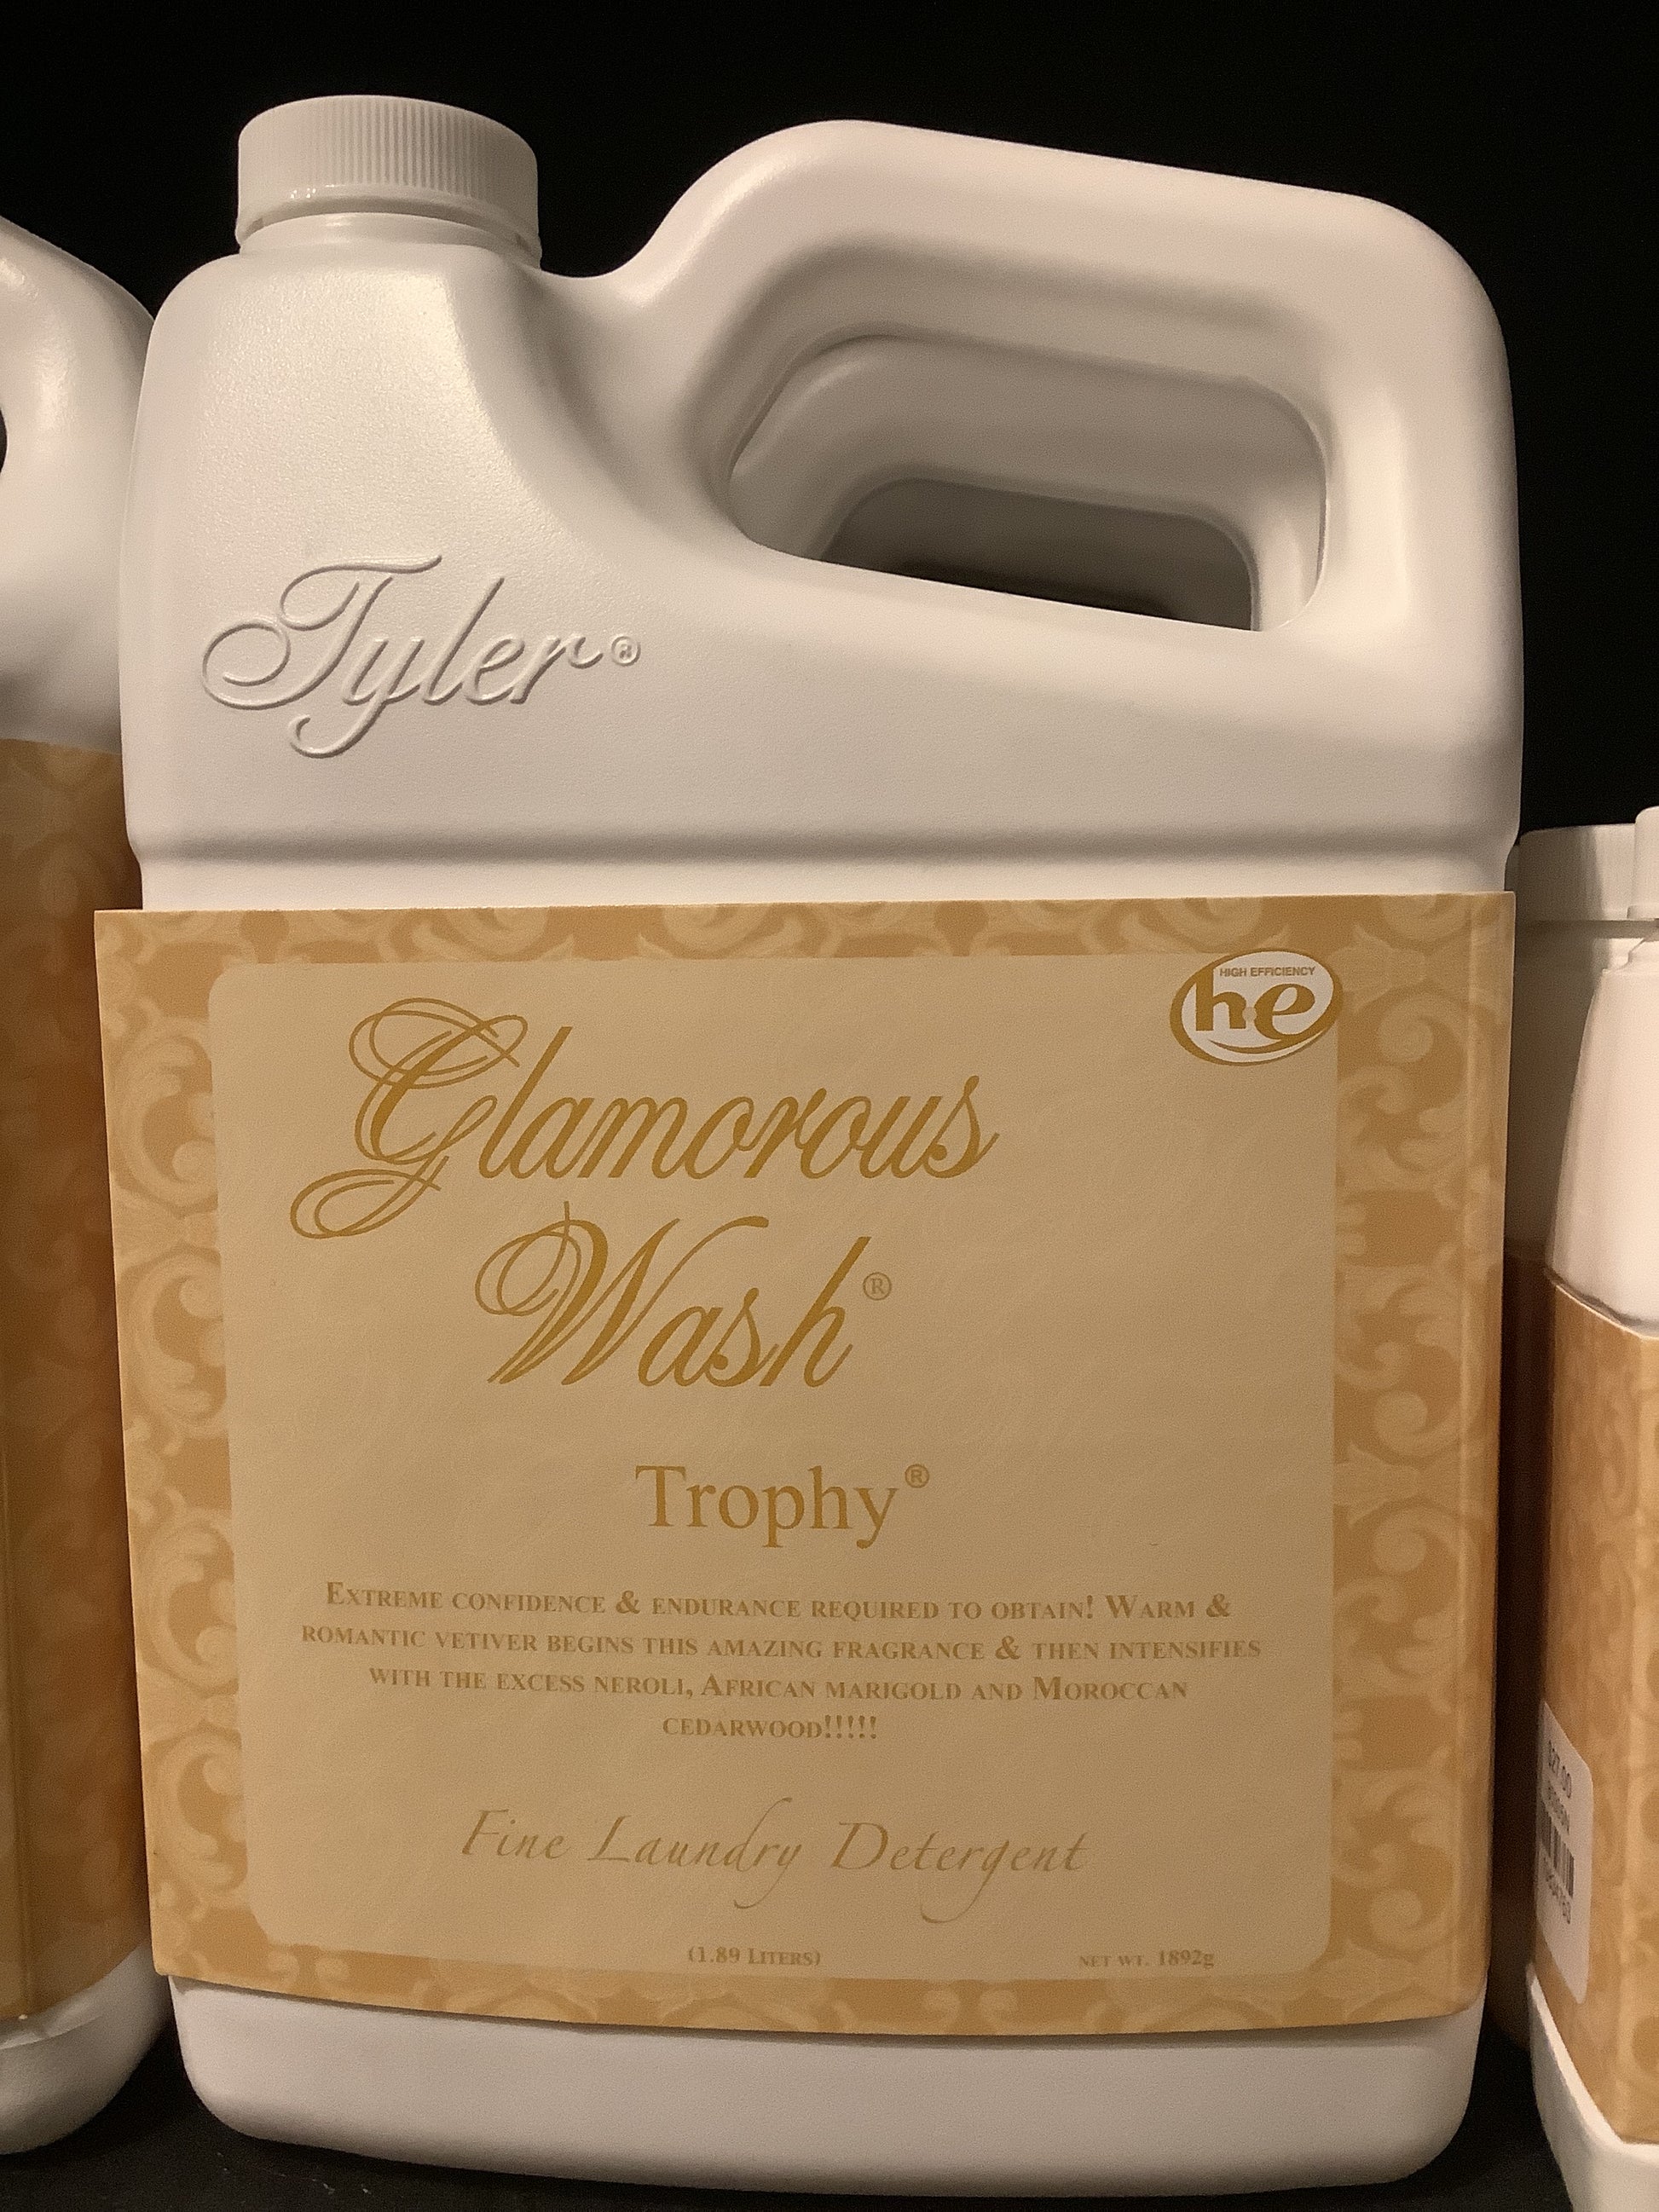 Tyler®
HIGH EFFICIENCY
he
Glamorous
Wash®
Trophy®
EXTREME CONFIDENCE & ENDURANCE REQUIRED TO OBTAIN! WARM &
ROMANTIC VETIVER BEGINS THIS AMAZING FRAGRANCE & THEN INTENSIFIES
WITH THE EXCESS NEROLI, AFRICAN MARIGOLD AND MOROCCAN
CEDARWOOD!!!!!
Fine Laundry Detergent
(1.89 LITERS)
NET WT. 1892g